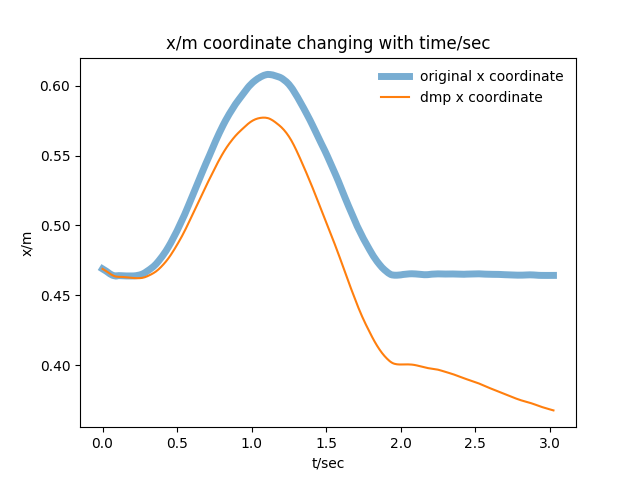 x/m coordinate changing with time/sec
original x coordinate
dmp x coordinate
0.60
0.55
0.50
0.45
0.40
x/m
0.0 0.5 1.0 1.5 2.0 2.5 3.0
t/sec